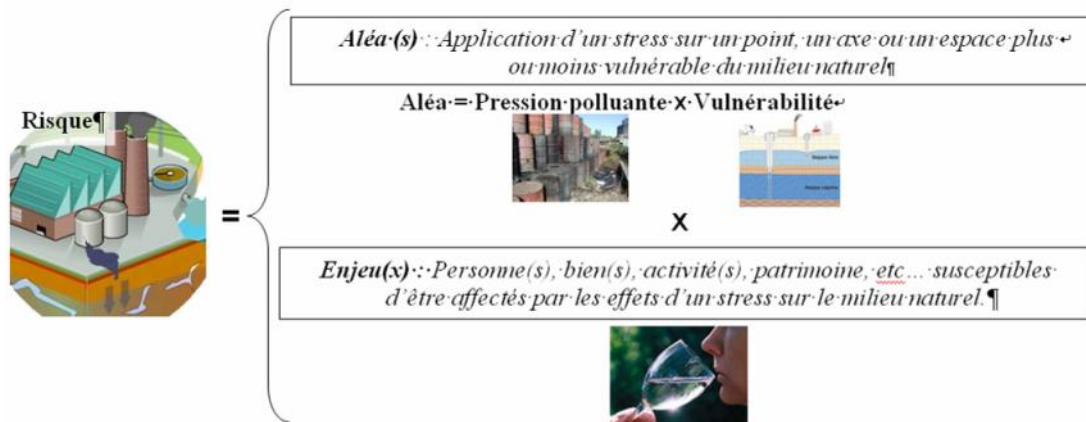 Aléa·(s)·: Application·d'un·stress·sur·un·point,·un·axe·ou·un·espace·plus·↵
ou·moins·vulnérable·du·milieu·naturel¶
Aléa·=·Pression·polluante·x·Vulnérabilité↵
Risque¶
=
x
Enjeu(x)·:·Personne(s),·bien(s),·activité(s),·patrimoine,·etc…·susceptibles·
d'être·affectés·par·les·effets·d'un·stress·sur·le·milieu·naturel.¶